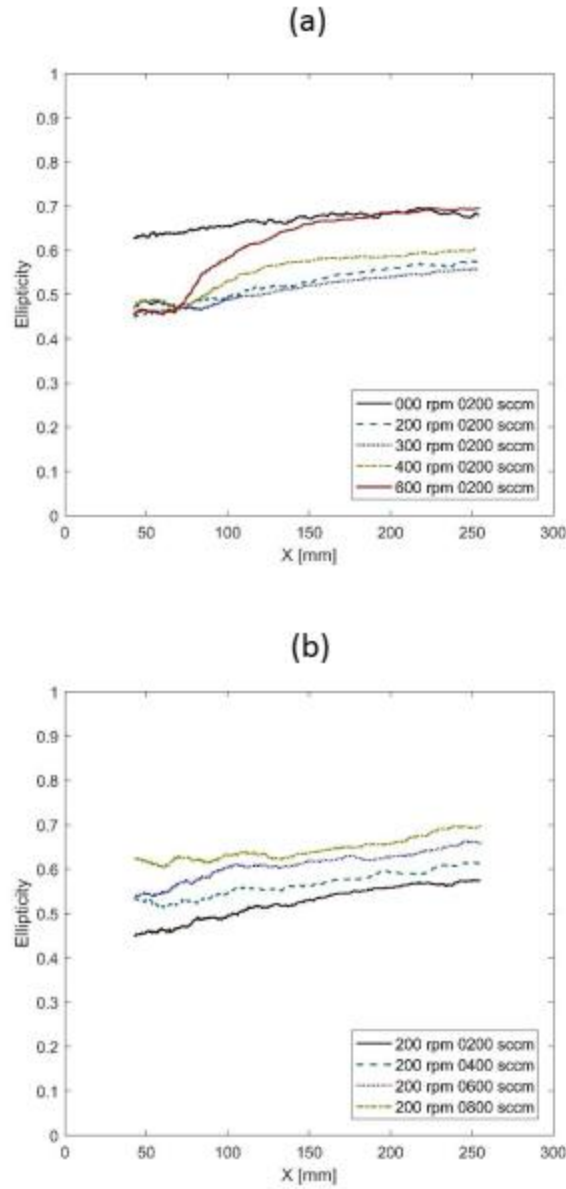 (a)
1
0.9
0.8
0.7
0.6
0.5
0.4
0.3
0.2
0.1
0
Ellipticity
000 rpm 0200 sccm
200 rpm 0200 sccm
300 rpm 0200 sccm
400 rpm 0200 sccm
600 rpm 0200 sccm
0 50 100 150 200 250 300
X [mm]
(b)
1
0.9
0.8
0.7
0.6
0.5
0.4
0.3
0.2
0.1
0
Ellipticity
200 rpm 0200 sccm
200 rpm 0400 sccm
200 rpm 0600 sccm
200 rpm 0800 sccm
0 50 100 150 200 250 300
X [mm]